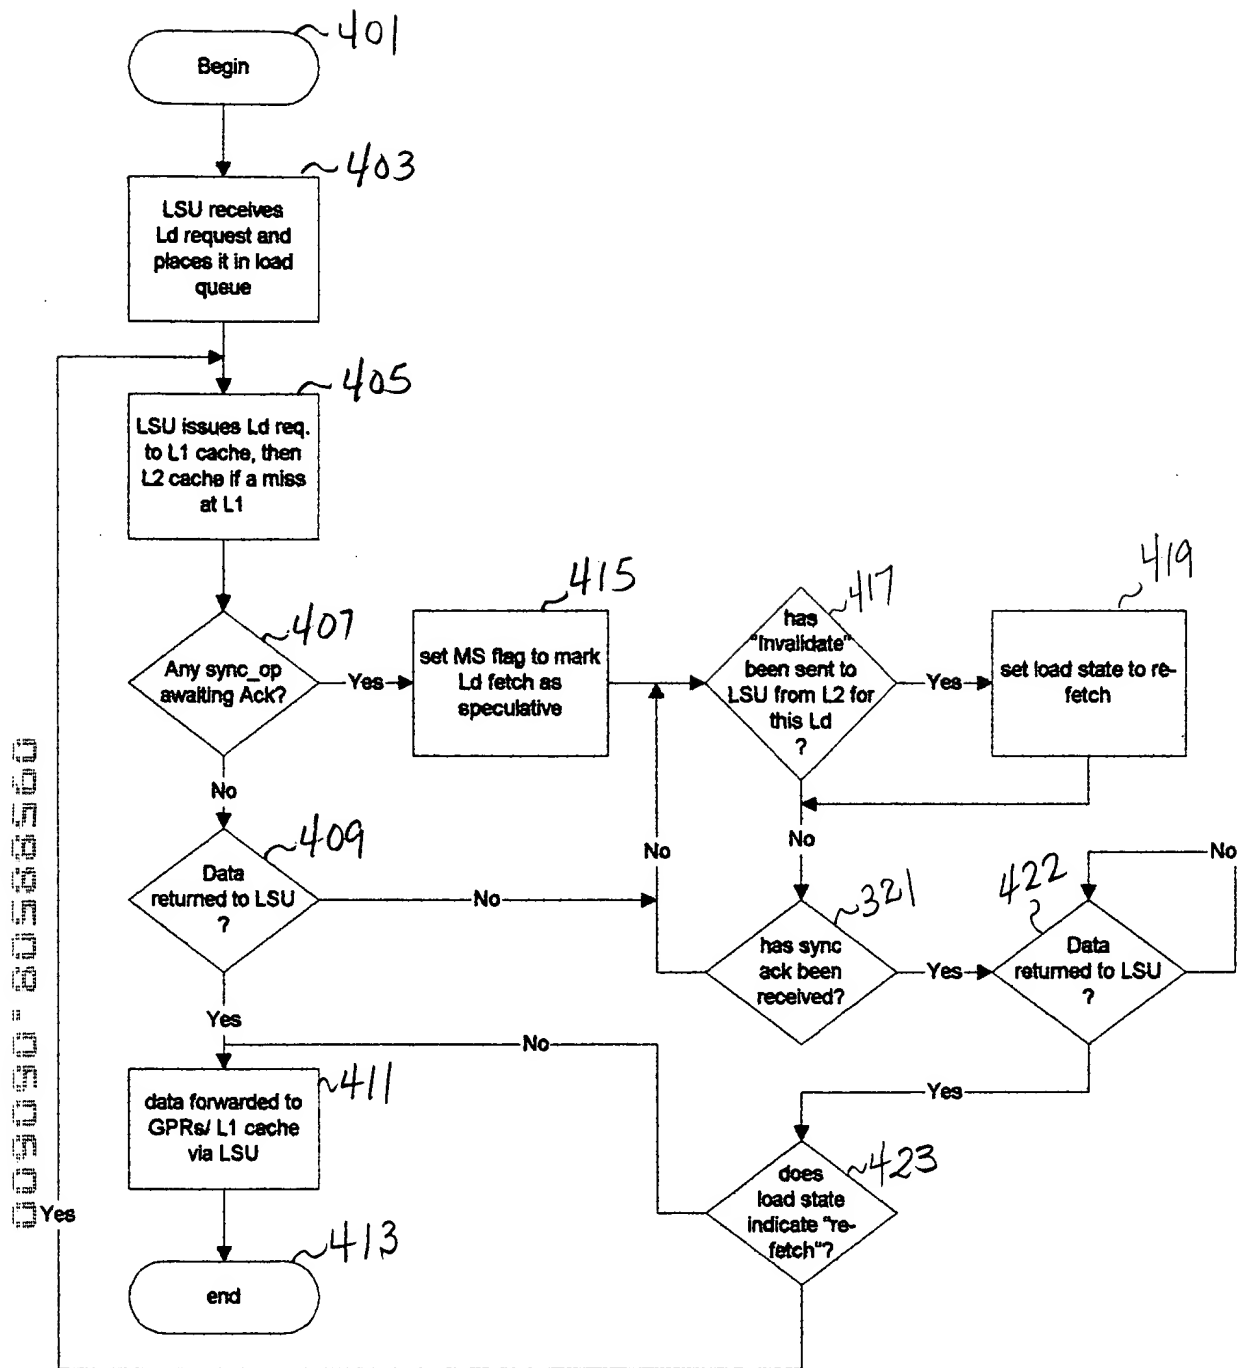 401
Begin
403
LSU receives
Ld request and
places it in load
queue
405
LSU issues Ld req.
to L1 cache, then
L2 cache if a miss
at L1
407
Any sync_op
awaiting Ack?
Yes
415
set MS flag to mark
Ld fetch as
speculative
417
has
"invalidate"
been sent to
LSU from L2 for
this Ld
?
Yes
419
set load state to re-
fetch
No
409
Data
returned to LSU
?
No
No
No
321
has sync
ack been
received?
Yes
422
Data
returned to LSU
?
No
Yes
No
411
data forwarded to
GPRs/ L1 cache
via LSU
Yes
423
does
load state
indicate "re-
fetch"?
Yes
413
end